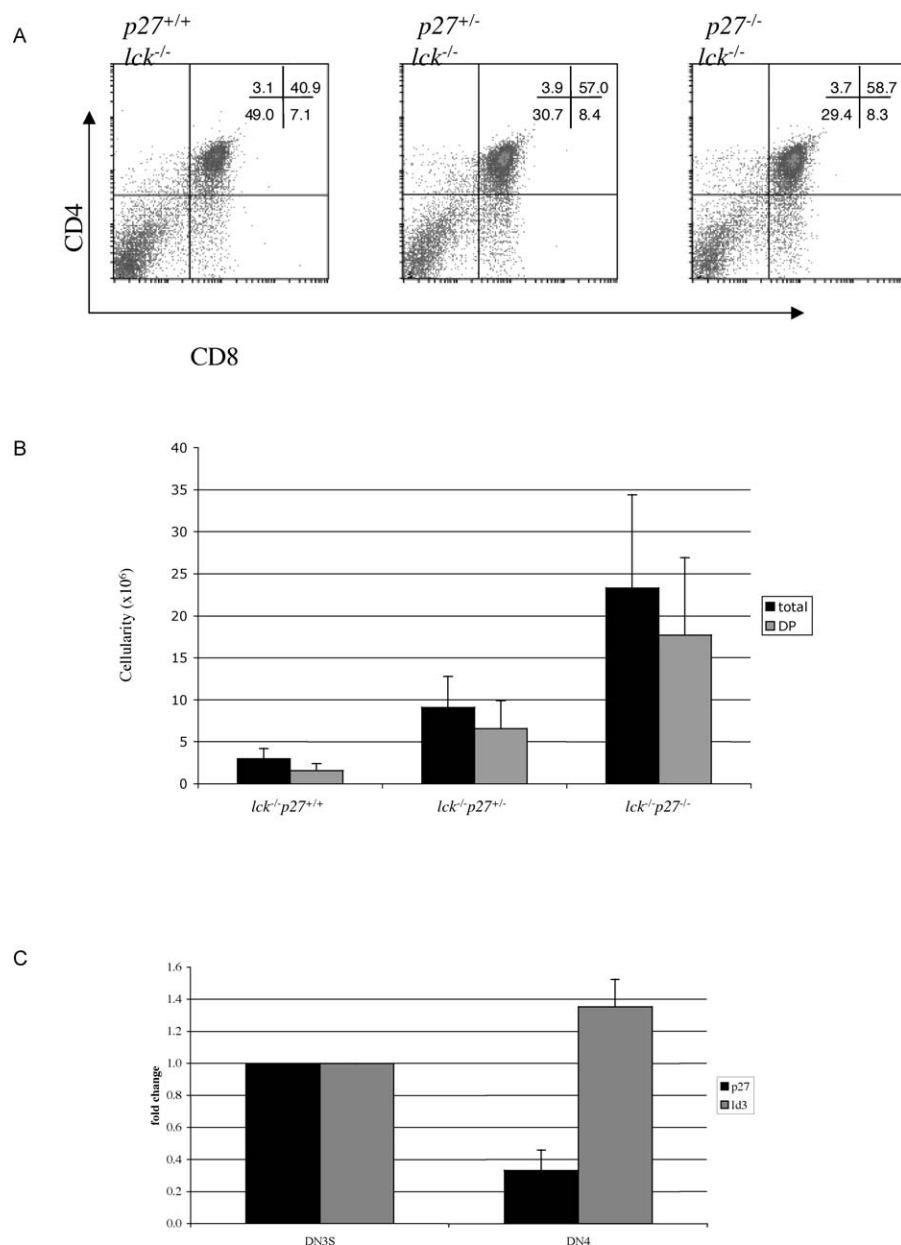 A
p27+/+
lck-/-
p27+/-
lck-/-
p27-/-
lck-/-
3.1 40.9
49.0 7.1
3.9 57.0
30.7 8.4
3.7 58.7
29.4 8.3
CD4
CD8
B
40
35
30
25
20
15
10
5
0
Cellularity (x10⁶)
total
DP
lck-/-p27+/+
lck-/-p27+/-
lck-/-p27-/-
C
1.6
1.4
1.2
1.0
0.8
0.6
0.4
0.2
0.0
fold change
p27
Id3
DN3S
DN4